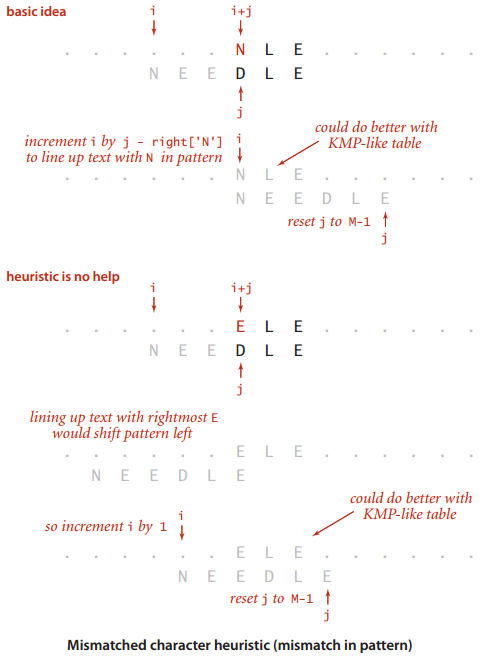 basic idea
i i+j
. . . . . . N L E . . . . . .
N E E D L E
j
increment i by j - right['N'] i
to line up text with N in pattern
could do better with
KMP-like table
. . . . . . N L E . . . . . .
N E E D L E
reset j to M-1
j
heuristic is no help
i i+j
. . . . . . E L E . . . . . .
N E E D L E
j
lining up text with rightmost E
would shift pattern left
. . . . . . E L E . . . . . .
N E E D L E
so increment i by 1 i
could do better with
KMP-like table
. . . . . . E L E . . . . . .
N E E D L E
reset j to M-1
j
Mismatched character heuristic (mismatch in pattern)